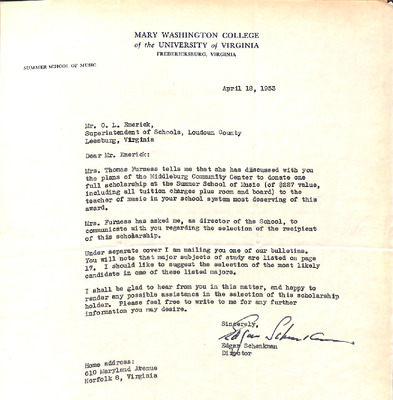 MARY WASHINGTON COLLEGE
of the UNIVERSITY of VIRGINIA
FREDERICKSBURG, VIRGINIA
SUMMER SCHOOL OF MUSIC
April 18, 1953
Mr. O. L. Emerick,
Superintendent of Schools, Loudoun County
Leesburg, Virginia
Dear Mr. Emerick:
Mrs. Thomas Furness tells me that she has discussed with you
the plans of the Middleburg Community Center to donate one
full scholarship at the Summer School of Music (of $227 value,
including all tuition charges plus room and board) to the
teacher of music in your school system most deserving of this
award.
Mrs. Furness has asked me, as director of the School, to
communicate with you regarding the selection of the recipient
of this scholarship.
Under separate cover I am mailing you one of our bulletins.
You will note that major subjects of study are listed on page
17. I should like to suggest the selection of the most likely
candidate in one of these listed majors.
I shall be glad to hear from you in this matter, and happy to
render any possible assistance in the selection of this scholarship
holder. Please feel free to write to me for any further
information you may desire.
Sincerely,
Edgar Schenkman
Edgar Schenkman
Director
Home address:
610 Maryland Avenue
Norfolk 8, Virginia